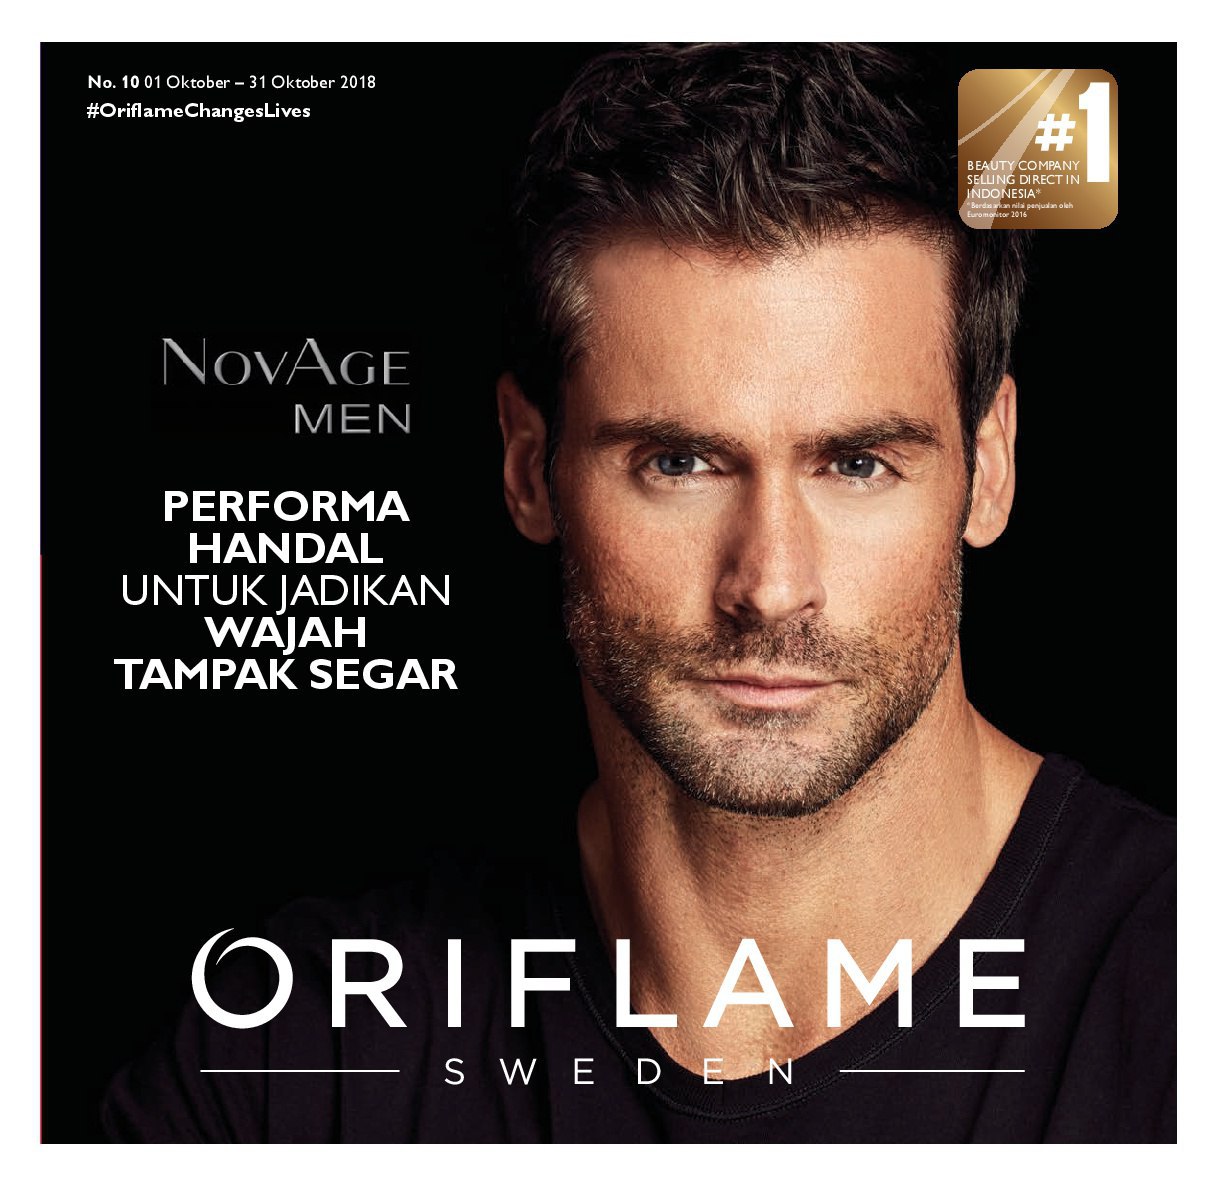 No. 10 01 Oktober – 31 Oktober 2018
#OriflameChangesLives
#1
BEAUTY COMPANY
SELLING DIRECT IN
INDONESIA*
*Berdasarkan nilai penjualan oleh
Euromonitor 2016
NOVAGE
MEN
PERFORMA
HANDAL
UNTUK JADIKAN
WAJAH
TAMPAK SEGAR
ORIFLAME
SWEDEN